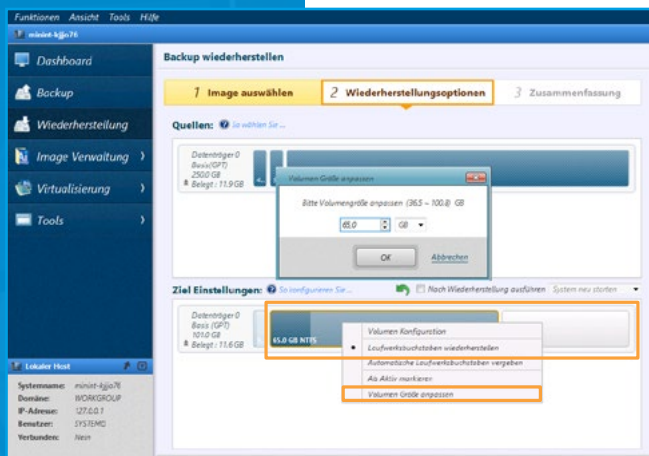 Funktionen Ansicht Tools Hilfe
minint-kjjo76
Dashboard
Backup
Wiederherstellung
Image Verwaltung
Virtualisierung
Tools
Lokaler Host
Systemname: minint-kjjo76
Domäne: WORKGROUP
IP-Adresse: 127.0.0.1
Benutzer: SYSTEM
Verbunden: Nein
Backup wiederherstellen
1 Image auswählen
2 Wiederherstellungsoptionen
3 Zusammenfassung
Quellen: So wählen Sie ...
Datenträger 0
Basis (GPT)
250.0 GB
Belegt : 11.9 GB
Volumen Größe anpassen
Bitte Volumengröße anpassen (36.5 ~ 100.8) GB
65.0 GB
OK Abbrechen
Ziel Einstellungen: So konfigurieren Sie ...
Nach Wiederherstellung ausführen System neu starten
Datenträger 0
Basis (GPT)
101.0 GB
Belegt : 11.6 GB
65.0 GB NTFS
Volumen Konfiguration
Laufwerksbuchstaben wiederherstellen
Automatische Laufwerksbuchstaben vergeben
Als Aktiv markieren
Volumen Größe anpassen